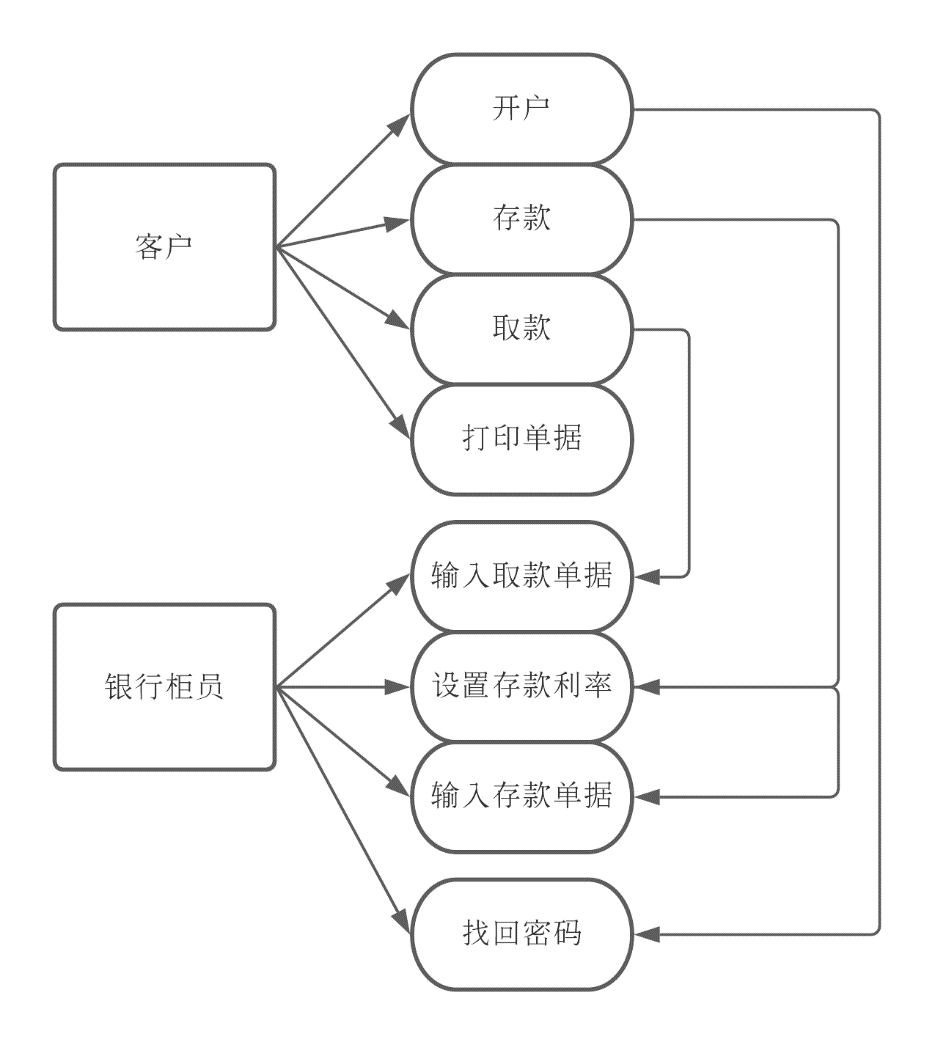 开户
存款
客户
取款
打印单据
输入取款单据
银行柜员
设置存款利率
输入存款单据
找回密码